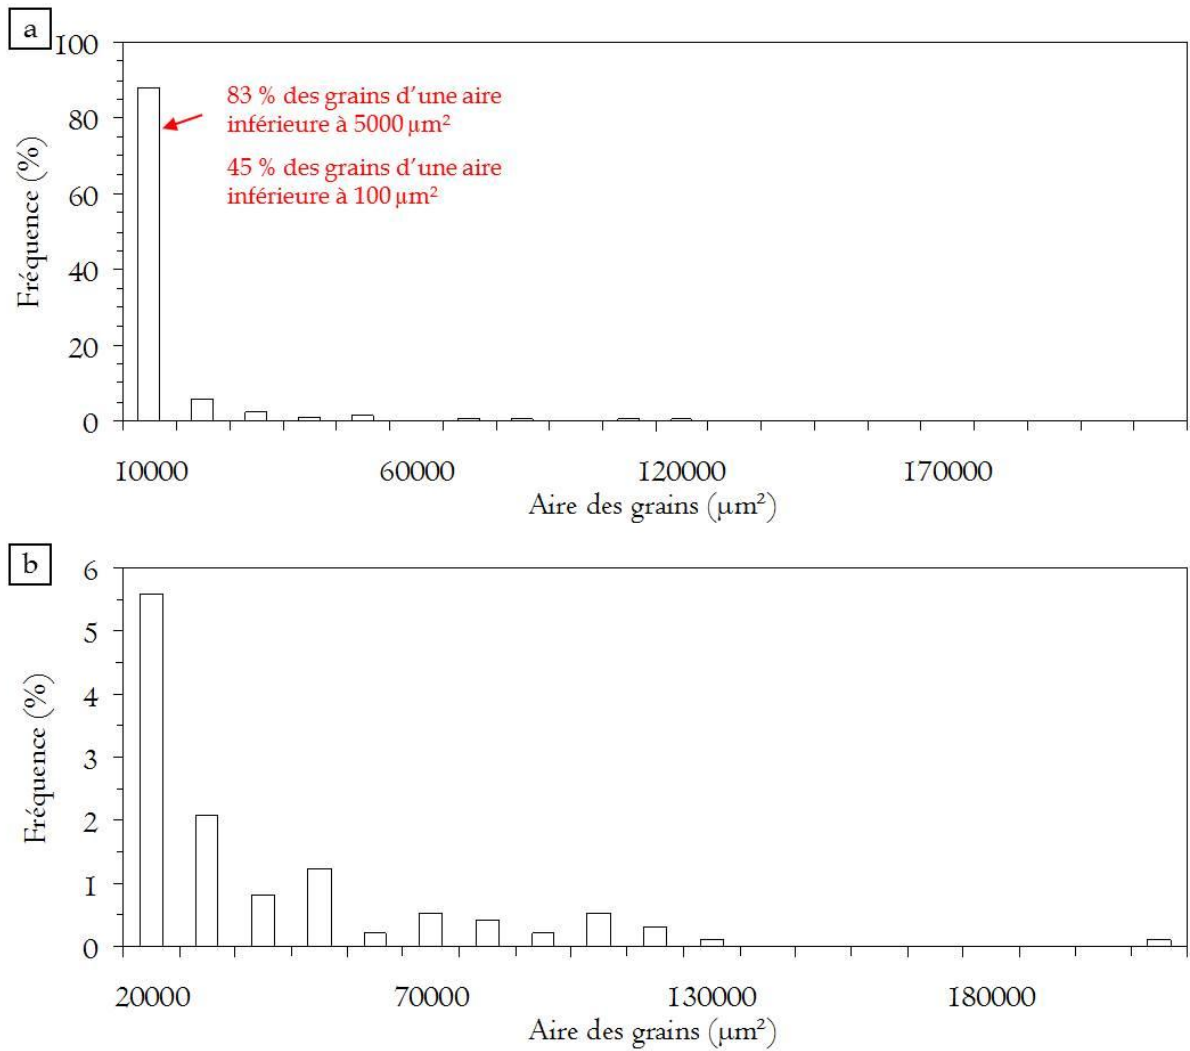 a
100
80
60
40
20
0
Fréquence (%)
83 % des grains d'une aire
inférieure à 5000 µm²
45 % des grains d'une aire
inférieure à 100 µm²
10000 60000 120000 170000
Aire des grains (µm²)
b
6
5
4
3
2
1
0
Fréquence (%)
20000 70000 130000 180000
Aire des grains (µm²)